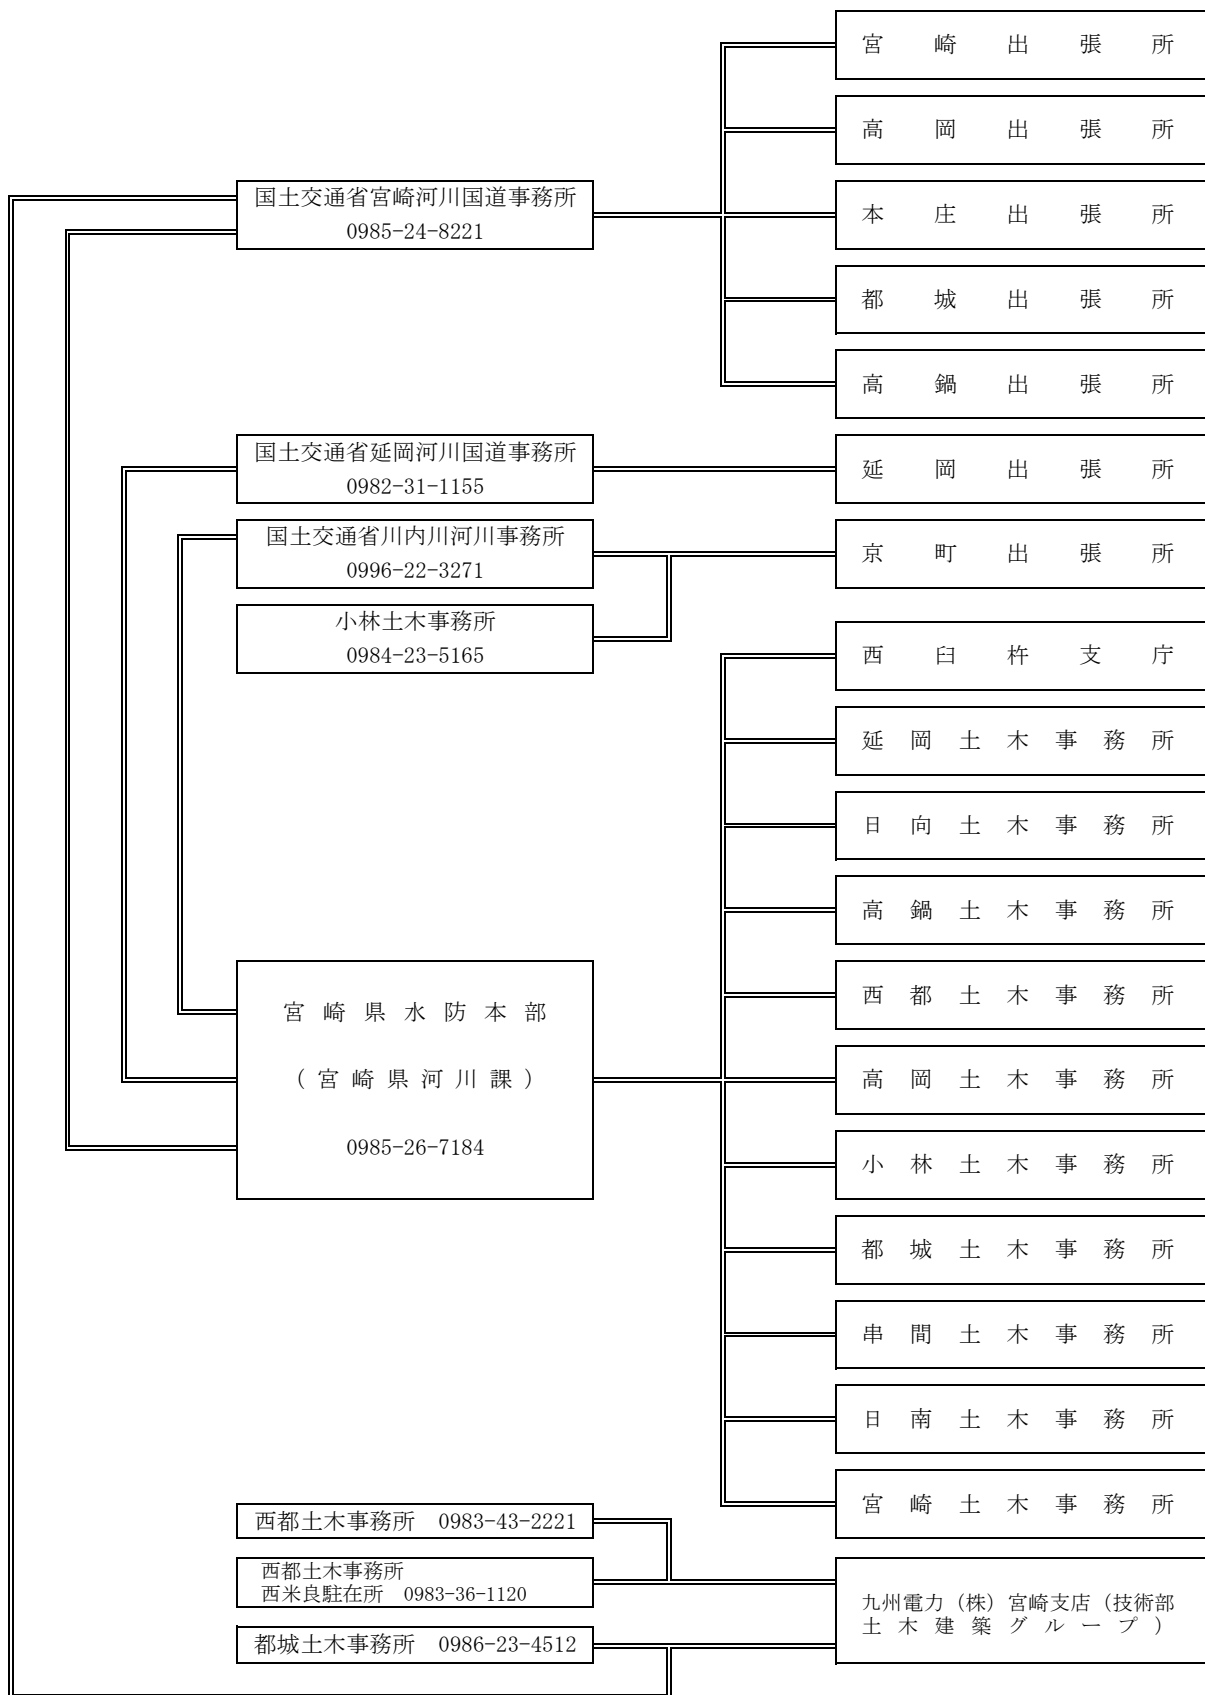 宮崎出張所
高岡出張所
国土交通省宮崎河川国道事務所
0985-24-8221
本庄出張所
都城出張所
高鍋出張所
国土交通省延岡河川国道事務所
0982-31-1155
延岡出張所
国土交通省川内川河川事務所
0996-22-3271
京町出張所
小林土木事務所
0984-23-5165
西臼杵支庁
延岡土木事務所
日向土木事務所
高鍋土木事務所
西都土木事務所
宮崎県水防本部
(宮崎県河川課)
0985-26-7184
高岡土木事務所
小林土木事務所
都城土木事務所
串間土木事務所
日南土木事務所
宮崎土木事務所
西都土木事務所　0983-43-2221
西都土木事務所
西米良駐在所　0983-36-1120
都城土木事務所　0986-23-4512
九州電力（株）宮崎支店（技術部
土木建築グループ）